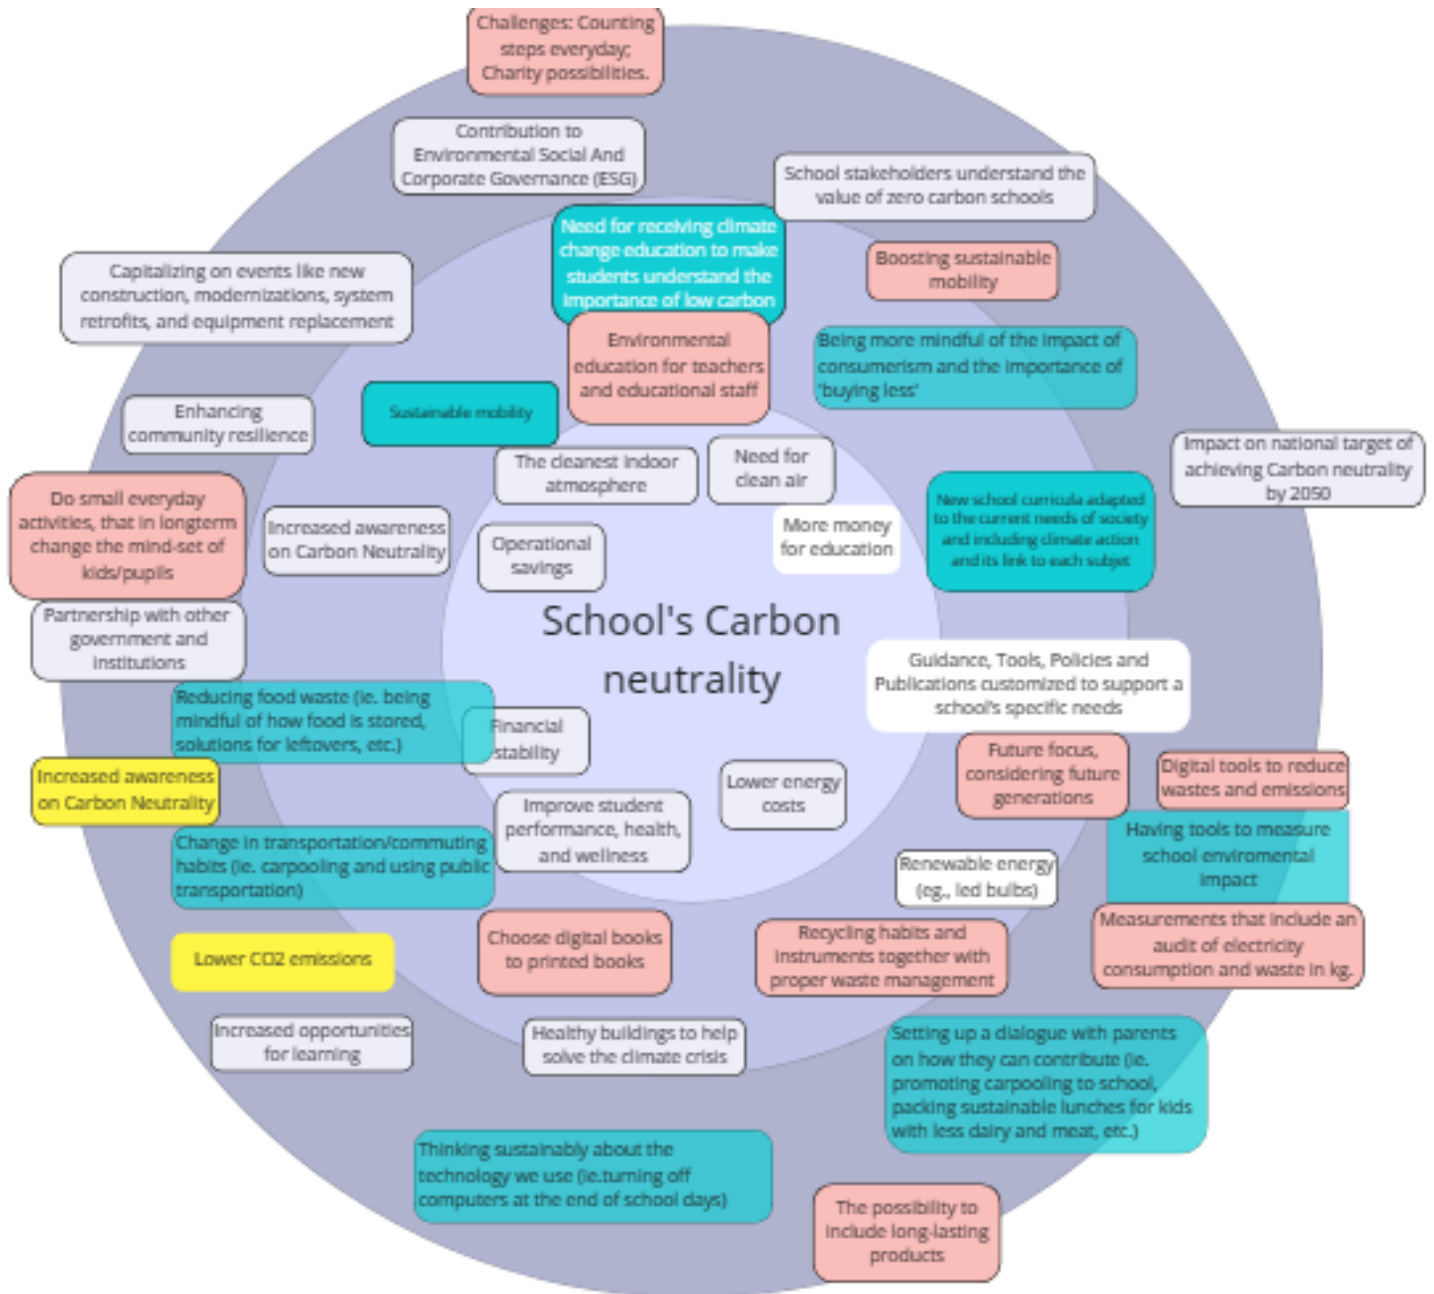 Challenges: Counting
steps everyday;
Charity possibilities.
Contribution to
Environmental Social And
Corporate Governance (ESG)
School stakeholders understand the
value of zero carbon schools
Need for receiving climate
change education to make
students understand the
importance of low carbon
Boosting sustainable
mobility
Capitalizing on events like new
construction, modernizations, system
retrofits, and equipment replacement
Environmental
education for teachers
and educational staff
Being more mindful of the impact of
consumerism and the importance of
'buying less'
Enhancing
community resilience
Sustainable mobility
The cleanest indoor
atmosphere
Need for
clean air
Impact on national target of
achieving Carbon neutrality
by 2050
Do small everyday
activities, that in longterm
change the mind-set of
kids/pupils
Increased awareness
on Carbon Neutrality
Operational
savings
More money
for education
New school curricula adapted
to the current needs of society
and including climate action
and its link to each subjet
School's Carbon
neutrality
Partnership with other
government and
institutions
Guidance, Tools, Policies and
Publications customized to support a
school's specific needs
Reducing food waste (ie. being
mindful of how food is stored,
solutions for leftovers, etc.)
Financial
stability
Future focus,
considering future
generations
Digital tools to reduce
wastes and emissions
Increased awareness
on Carbon Neutrality
Lower energy
costs
Improve student
performance, health,
and wellness
Having tools to measure
school enviromental
impact
Change in transportation/commuting
habits (ie. carpooling and using public
transportation)
Renewable energy
(eg., led bulbs)
Measurements that include an
audit of electricity
consumption and waste in kg.
Lower CO2 emissions
Choose digital books
to printed books
Recycling habits and
instruments together with
proper waste management
Increased opportunities
for learning
Healthy buildings to help
solve the climate crisis
Setting up a dialogue with parents
on how they can contribute (ie.
promoting carpooling to school,
packing sustainable lunches for kids
with less dairy and meat, etc.)
Thinking sustainably about the
technology we use (ie.turning off
computers at the end of school days)
The possibility to
include long-lasting
products